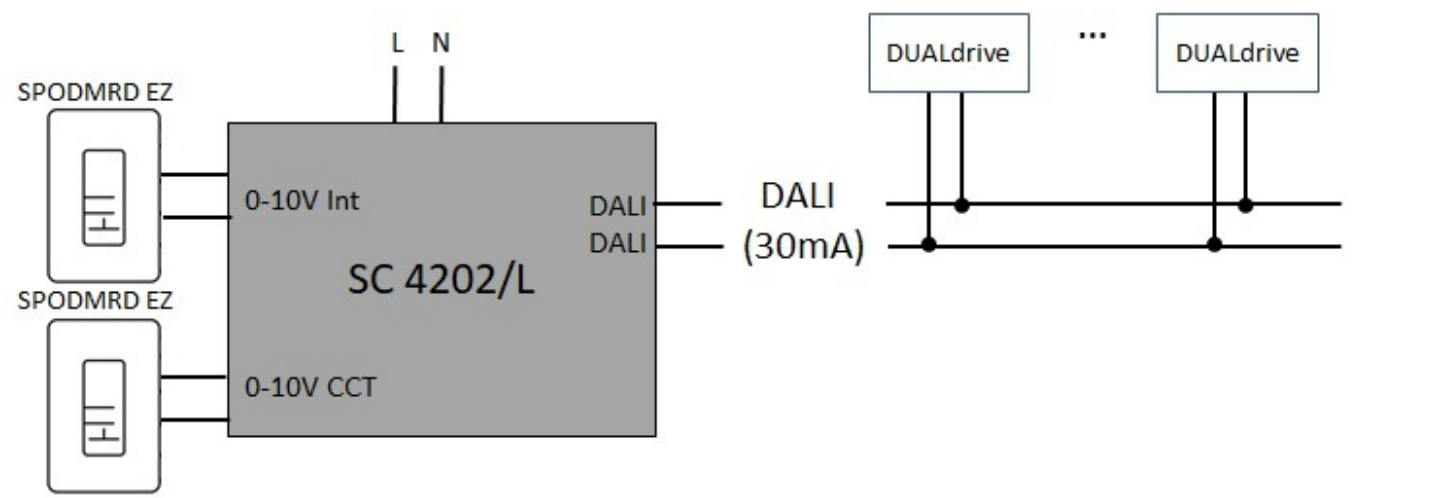 L N
SPODMRD EZ
0-10V Int
SC 4202/L
DALI
DALI
SPODMRD EZ
0-10V CCT
DALI
(30mA)
DUALdrive
...
DUALdrive